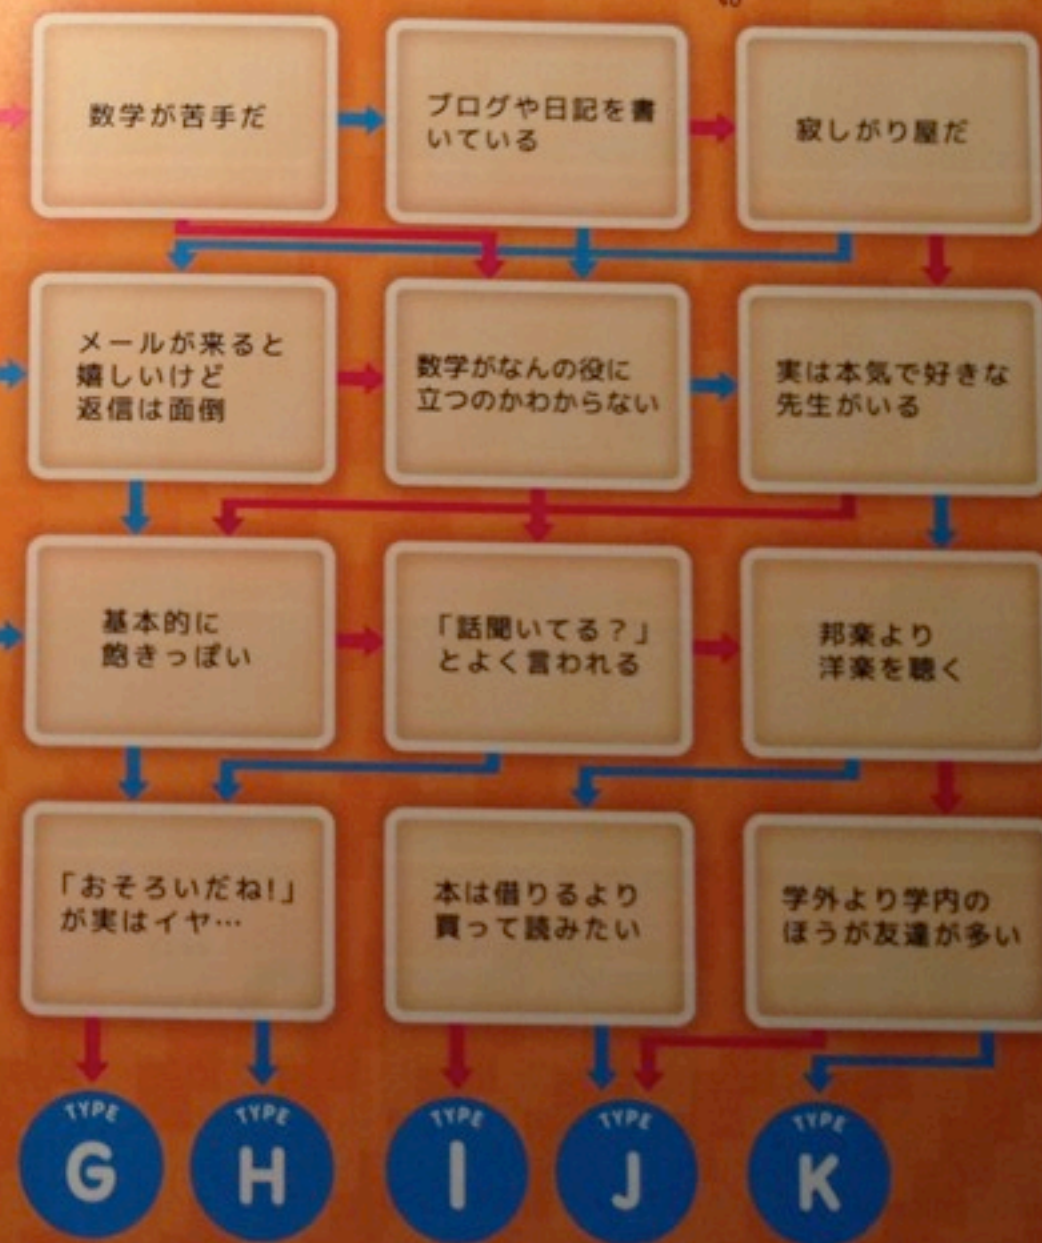 数学が苦手だ
ブログや日記を書
いている
寂しがり屋だ
メールが来ると
嬉しいけど
返信は面倒
数学がなんの役に
立つのかわからない
実は本気で好きな
先生がいる
基本的に
飽きっぽい
「話聞いてる？」
とよく言われる
邦楽より
洋楽を聴く
「おそろいだね!」
が実はイヤ…
本は借りるより
買って読みたい
学外より学内の
ほうが友達が多い
TYPE
G
TYPE
H
TYPE
I
TYPE
J
TYPE
K